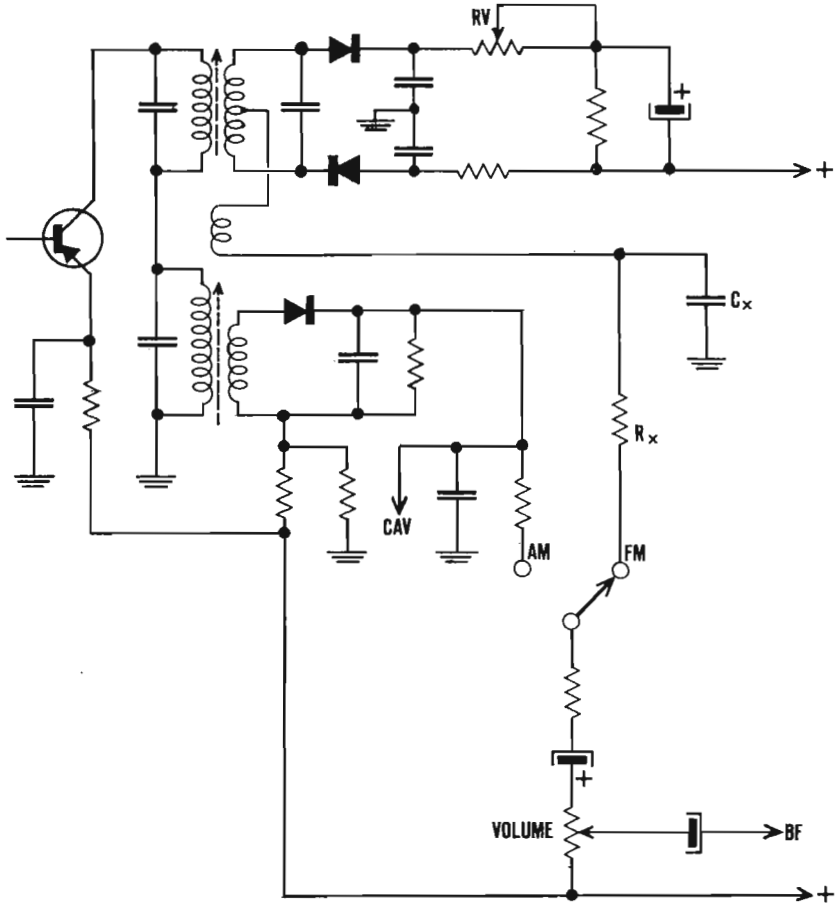 RV
+
+
Cx
Rx
CAV
AM
FM
+
VOLUME
BF
+